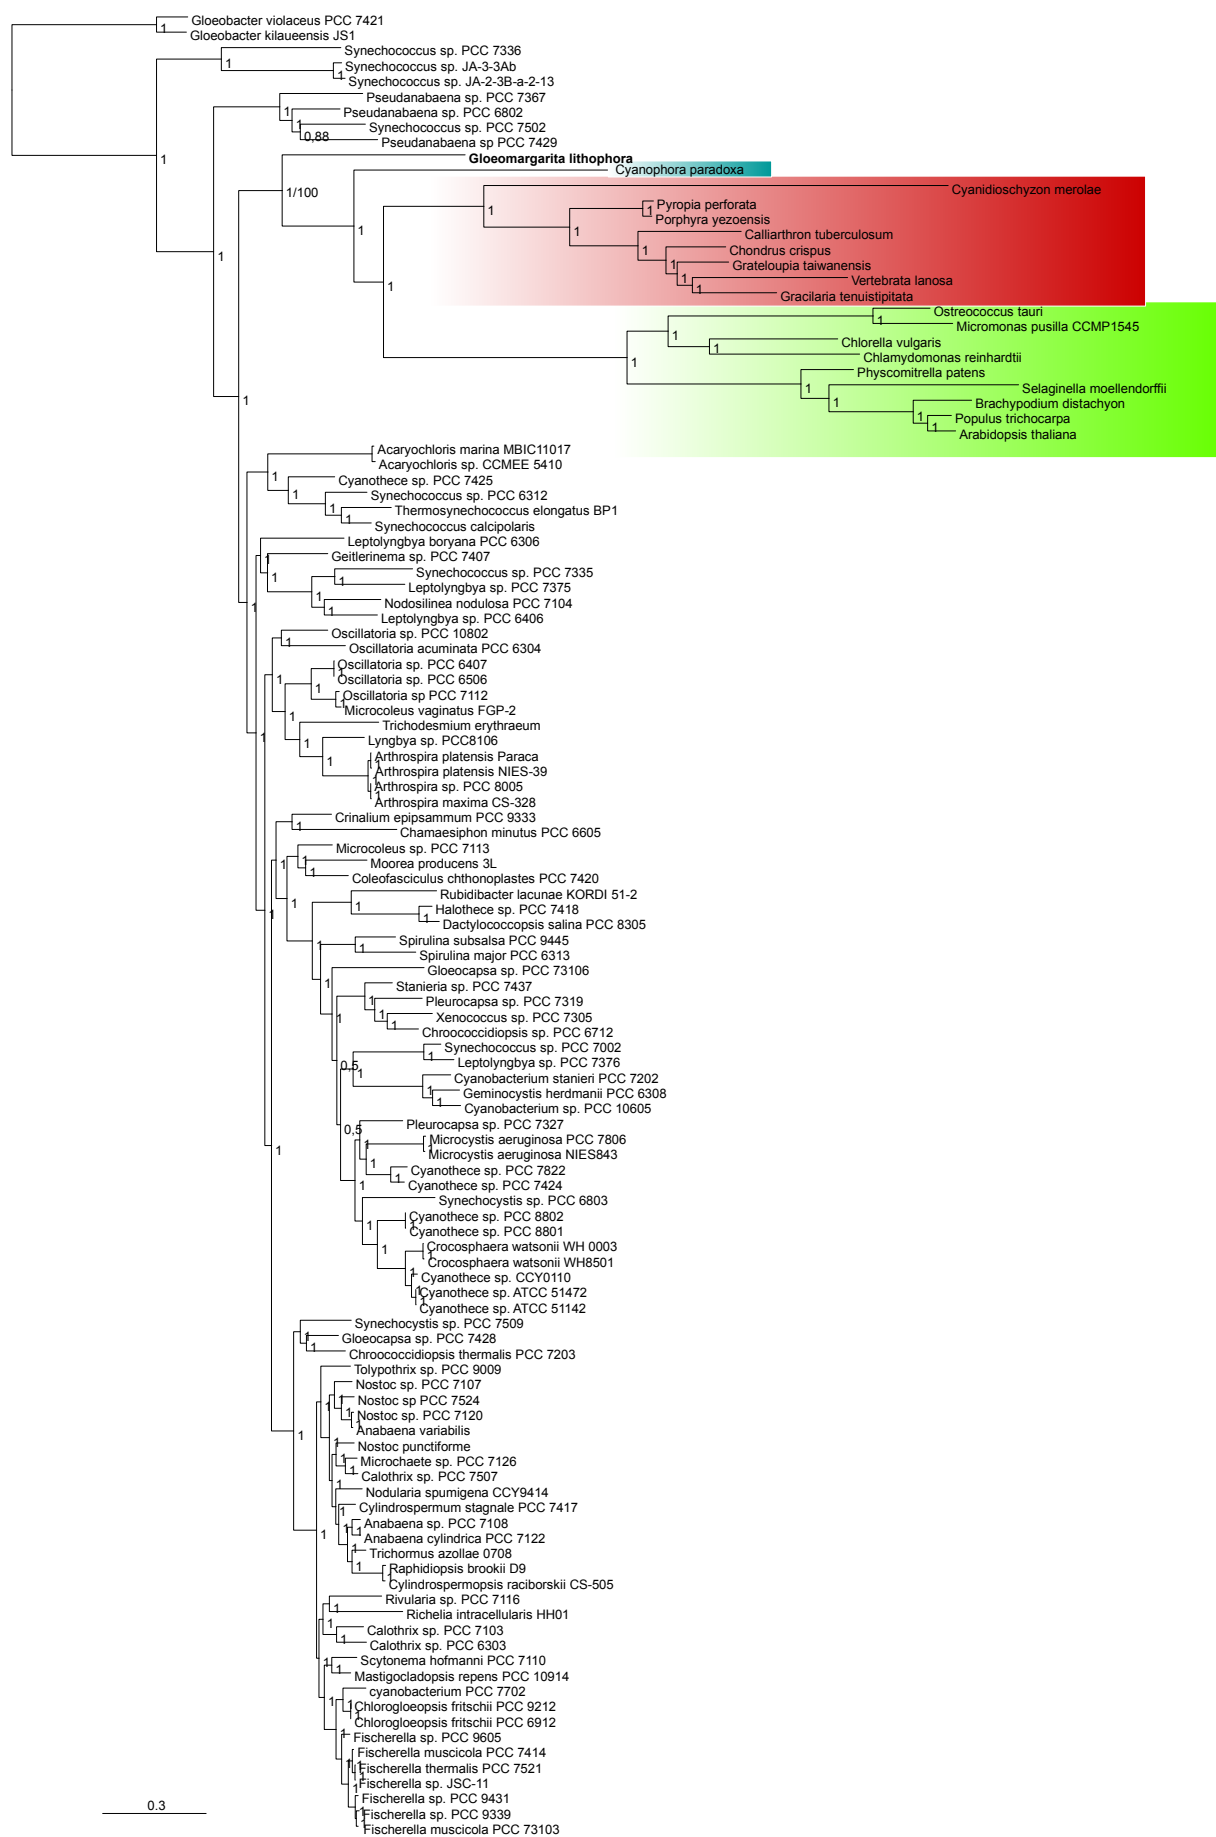 Gloeobacter violaceus PCC 7421
1
Gloeobacter kilaueensis JS1
Synechococcus sp. PCC 7336
1
Synechococcus sp. JA-3-3Ab
1
Synechococcus sp. JA-2-3B-a-2-13
Pseudanabaena sp. PCC 7367
1
Pseudanabaena sp. PCC 6802
1
Synechococcus sp. PCC 7502
0,88
Pseudanabaena sp PCC 7429
1
Gloeomargarita lithophora
Cyanophora paradoxa
1/100
Cyanidioschyzon merolae
1
Pyropia perforata
1
Porphyra yezoensis
1
Calliarthron tuberculosum
1
Chondrus crispus
1
Grateloupia taiwanensis
1
Vertebrata lanosa
1
Gracilaria tenuistipitata
1
1
1
Ostreococcus tauri
1
Micromonas pusilla CCMP1545
1
Chlorella vulgaris
1
Chlamydomonas reinhardtii
1
Physcomitrella patens
1
Selaginella moellendorffii
1
Brachypodium distachyon
1
Populus trichocarpa
1
Arabidopsis thaliana
1
Acaryochloris marina MBIC11017
Acaryochloris sp. CCMEE 5410
1
Cyanothece sp. PCC 7425
1
Synechococcus sp. PCC 6312
1
Thermosynechococcus elongatus BP1
1
Synechococcus calcipolaris
Leptolyngbya boryana PCC 6306
1
Geitlerinema sp. PCC 7407
1
Synechococcus sp. PCC 7335
1
Leptolyngbya sp. PCC 7375
1
Nodosilinea nodulosa PCC 7104
1
Leptolyngbya sp. PCC 6406
1
Oscillatoria sp. PCC 10802
1
Oscillatoria acuminata PCC 6304
1
Oscillatoria sp. PCC 6407
1
Oscillatoria sp. PCC 6506
1
Oscillatoria sp PCC 7112
1
Microcoleus vaginatus FGP-2
1
Trichodesmium erythraeum
1
Lyngbya sp. PCC8106
1
Arthrospira platensis Paraca
1
Arthrospira platensis NIES-39
1
Arthrospira sp. PCC 8005
1
Arthrospira maxima CS-328
1
Crinalium epipsammum PCC 9333
1
Chamaesiphon minutus PCC 6605
Microcoleus sp. PCC 7113
1
Moorea producens 3L
1
Coleofasciculus chthonoplastes PCC 7420
1
Rubidibacter lacunae KORDI 51-2
1
Halothece sp. PCC 7418
1
Dactylococcopsis salina PCC 8305
1
1
Spirulina subsalsa PCC 9445
1
1
Spirulina major PCC 6313
Gloeocapsa sp. PCC 73106
1
Stanieria sp. PCC 7437
1
Pleurocapsa sp. PCC 7319
1
Xenococcus sp. PCC 7305
1
Chroococcidiopsis sp. PCC 6712
1
Synechococcus sp. PCC 7002
1
Leptolyngbya sp. PCC 7376
0,5
1
Cyanobacterium stanieri PCC 7202
1
Geminocystis herdmanii PCC 6308
1
Cyanobacterium sp. PCC 10605
Pleurocapsa sp. PCC 7327
0,5
1
Microcystis aeruginosa PCC 7806
1
Microcystis aeruginosa NIES843
1
1
Cyanothece sp. PCC 7822
1
Cyanothece sp. PCC 7424
1
Synechocystis sp. PCC 6803
1
Cyanothece sp. PCC 8802
1
Cyanothece sp. PCC 8801
1
Crocosphaera watsonii WH 0003
1
Crocosphaera watsonii WH8501
1
Cyanothece sp. CCY0110
1
Cyanothece sp. ATCC 51472
1
Cyanothece sp. ATCC 51142
Synechocystis sp. PCC 7509
1
Gloeocapsa sp. PCC 7428
1
Chroococcidiopsis thermalis PCC 7203
Tolypothrix sp. PCC 9009
Nostoc sp. PCC 7107
1
1
Nostoc sp PCC 7524
1
Nostoc sp. PCC 7120
1
Anabaena variabilis
1
1
Nostoc punctiforme
1
Microchaete sp. PCC 7126
1
Calothrix sp. PCC 7507
1
Nodularia spumigena CCY9414
1
Cylindrospermum stagnale PCC 7417
1
Anabaena sp. PCC 7108
1
Anabaena cylindrica PCC 7122
1
1
Trichormus azollae 0708
1
Raphidiopsis brookii D9
1
Cylindrospermopsis raciborskii CS-505
Rivularia sp. PCC 7116
1
Richelia intracellularis HH01
Calothrix sp. PCC 7103
1
Calothrix sp. PCC 6303
Scytonema hofmanni PCC 7110
1
1
Mastigocladopsis repens PCC 10914
cyanobacterium PCC 7702
1
1
Chlorogloeopsis fritschii PCC 9212
1
Chlorogloeopsis fritschii PCC 6912
1
Fischerella sp. PCC 9605
Fischerella muscicola PCC 7414
1
1
Fischerella thermalis PCC 7521
1
Fischerella sp. JSC-11
1
Fischerella sp. PCC 9431
0.3
1
Fischerella sp. PCC 9339
1
Fischerella muscicola PCC 73103